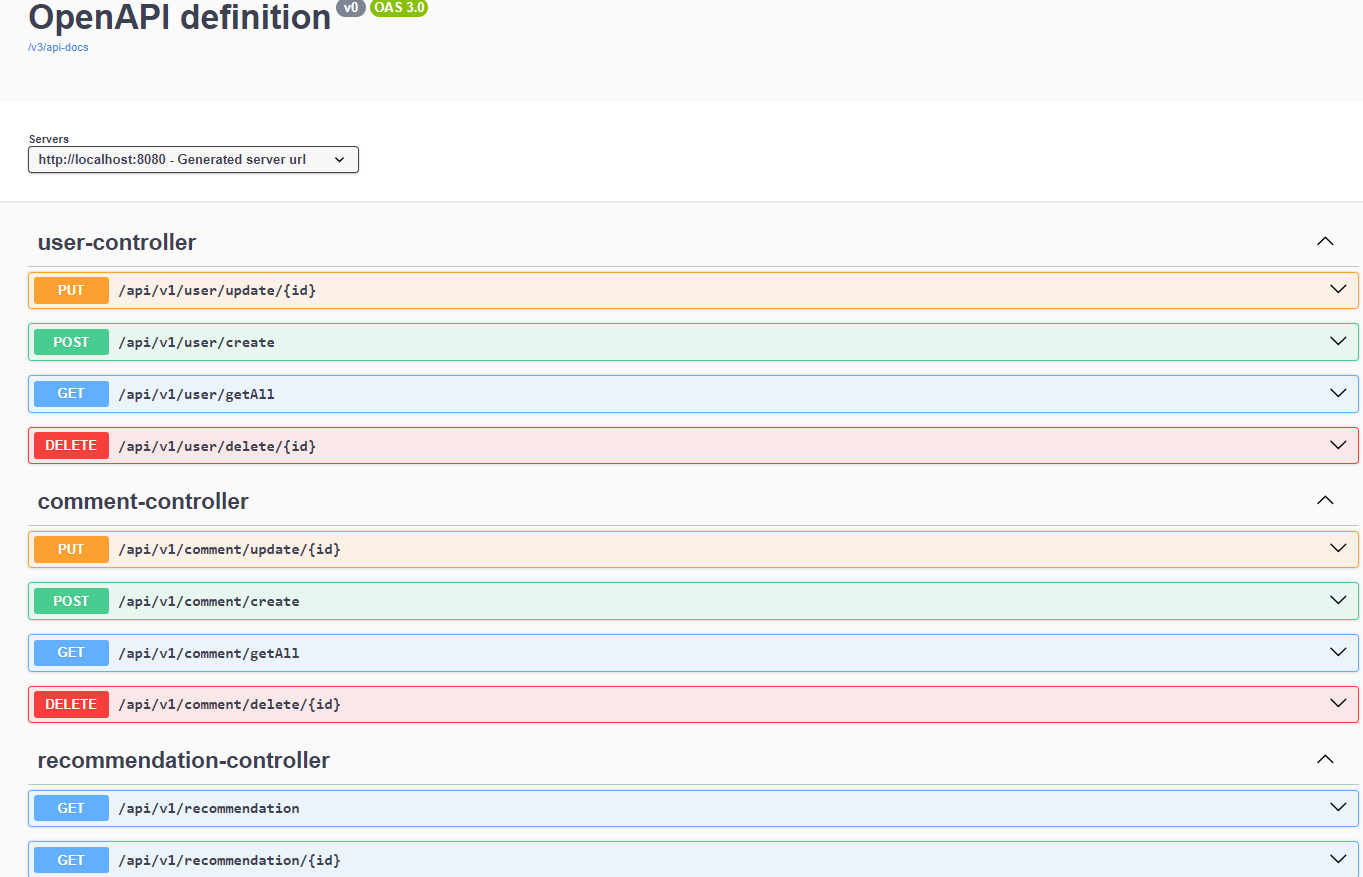 OpenAPI definition v0 OAS 3.0
/v3/api-docs
Servers
http://localhost:8080 - Generated server url
user-controller
PUT /api/v1/user/update/{id}
POST /api/v1/user/create
GET /api/v1/user/getAll
DELETE /api/v1/user/delete/{id}
comment-controller
PUT /api/v1/comment/update/{id}
POST /api/v1/comment/create
GET /api/v1/comment/getAll
DELETE /api/v1/comment/delete/{id}
recommendation-controller
GET /api/v1/recommendation
GET /api/v1/recommendation/{id}